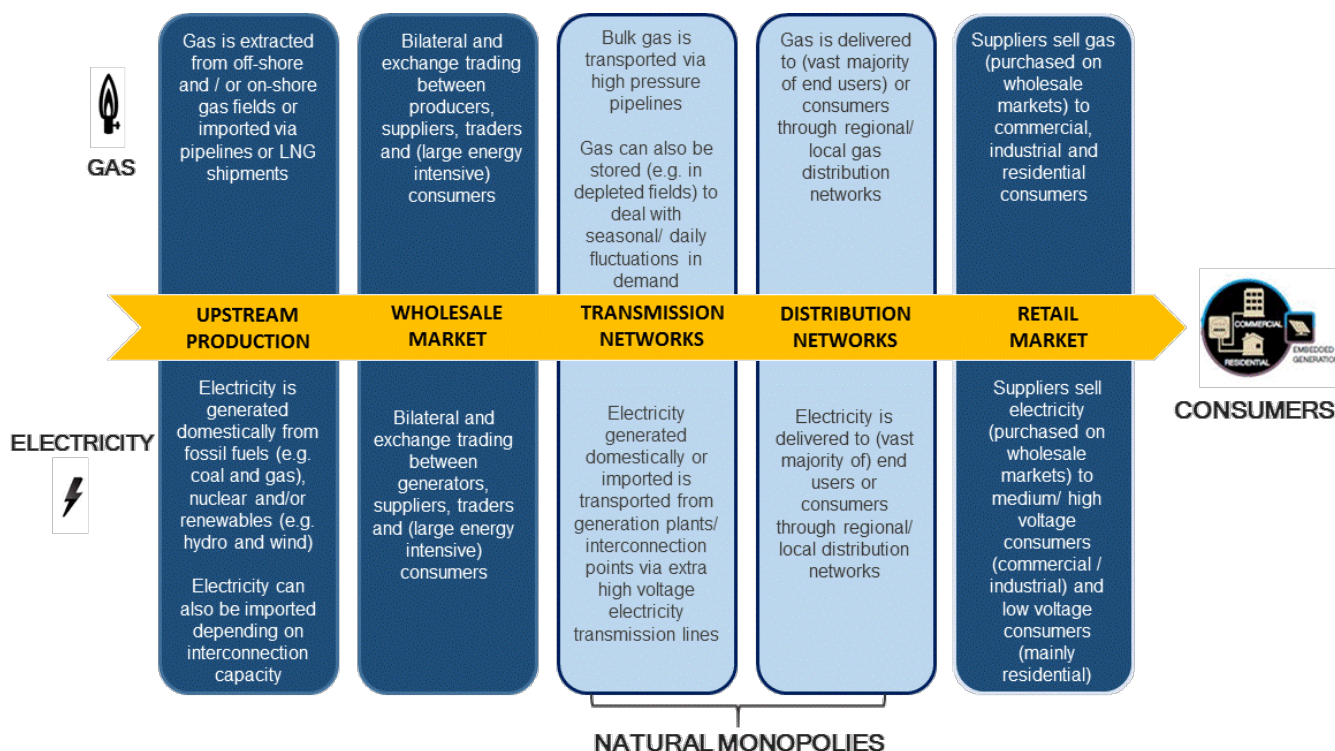 Gas is extracted
from off-shore
and / or on-shore
gas fields or
imported via
pipelines or LNG
shipments
Bilateral and
exchange trading
between
producers,
suppliers, traders
and (large energy
intensive)
consumers
Bulk gas is
transported via
high pressure
pipelines
Gas can also be
stored (e.g. in
depleted fields) to
deal with
seasonal/ daily
fluctuations in
demand
Gas is delivered
to (vast majority
of end users) or
consumers
through regional/
local gas
distribution
networks
Suppliers sell gas
(purchased on
wholesale
markets) to
commercial,
industrial and
residential
consumers
GAS
UPSTREAM
PRODUCTION
WHOLESALE
MARKET
TRANSMISSION
NETWORKS
DISTRIBUTION
NETWORKS
RETAIL
MARKET
COMMERCIAL
RESIDENTIAL
EMBEDDED
GENERATION
CONSUMERS
ELECTRICITY
Electricity is
generated
domestically from
fossil fuels (e.g.
coal and gas),
nuclear and/or
renewables (e.g.
hydro and wind)
Electricity can
also be imported
depending on
interconnection
capacity
Bilateral and
exchange trading
between
generators,
suppliers, traders
and (large energy
intensive)
consumers
Electricity
generated
domestically or
imported is
transported from
generation plants/
interconnection
points via extra
high voltage
electricity
transmission lines
Electricity is
delivered to (vast
majority of) end
users or
consumers
through regional/
local distribution
networks
Suppliers sell
electricity
(purchased on
wholesale
markets) to
medium/ high
voltage
consumers
(commercial /
industrial) and
low voltage
consumers
(mainly
residential)
NATURAL MONOPOLIES